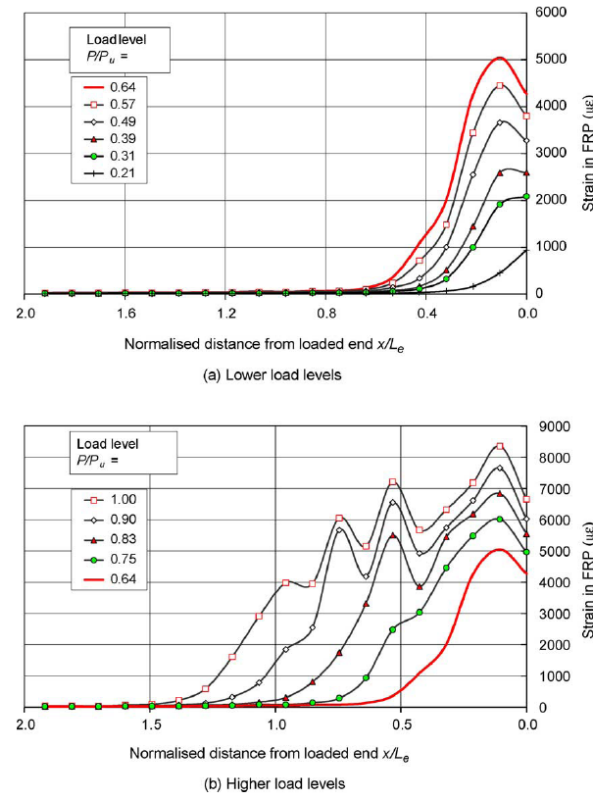 6000
Load level
P/Pu =
5000
0.64
0.57
4000
0.49
0.39
3000
0.31
0.21
2000
1000
0
Strain in FRP (µε)
2.0 1.6 1.2 0.8 0.4 0.0
Normalised distance from loaded end x/Le
(a) Lower load levels
9000
Load level
P/Pu =
8000
7000
1.00
6000
0.90
0.83
5000
0.75
4000
0.64
3000
2000
1000
0
Strain in FRP (µε)
2.0 1.5 1.0 0.5 0.0
Normalised distance from loaded end x/Le
(b) Higher load levels